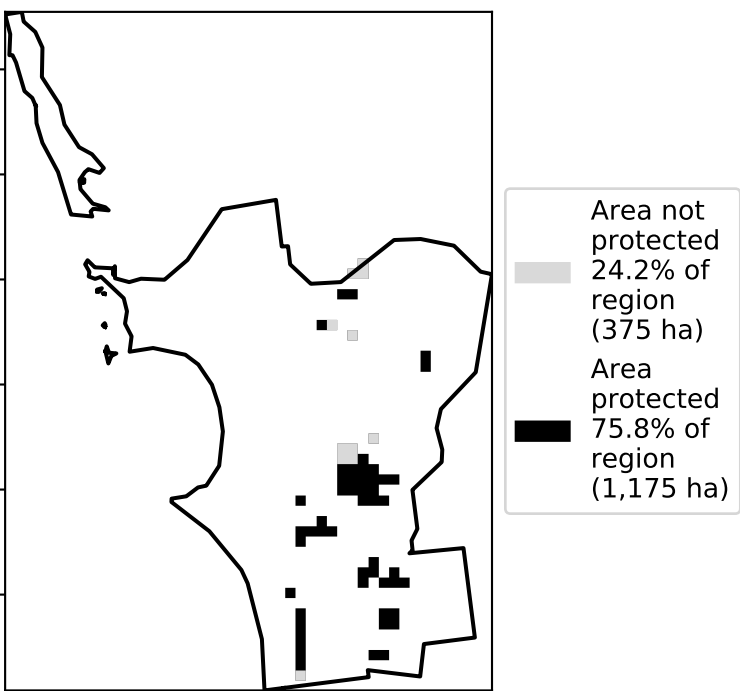 Area not
protected
24.2% of
region
(375 ha)
Area
protected
75.8% of
region
(1,175 ha)